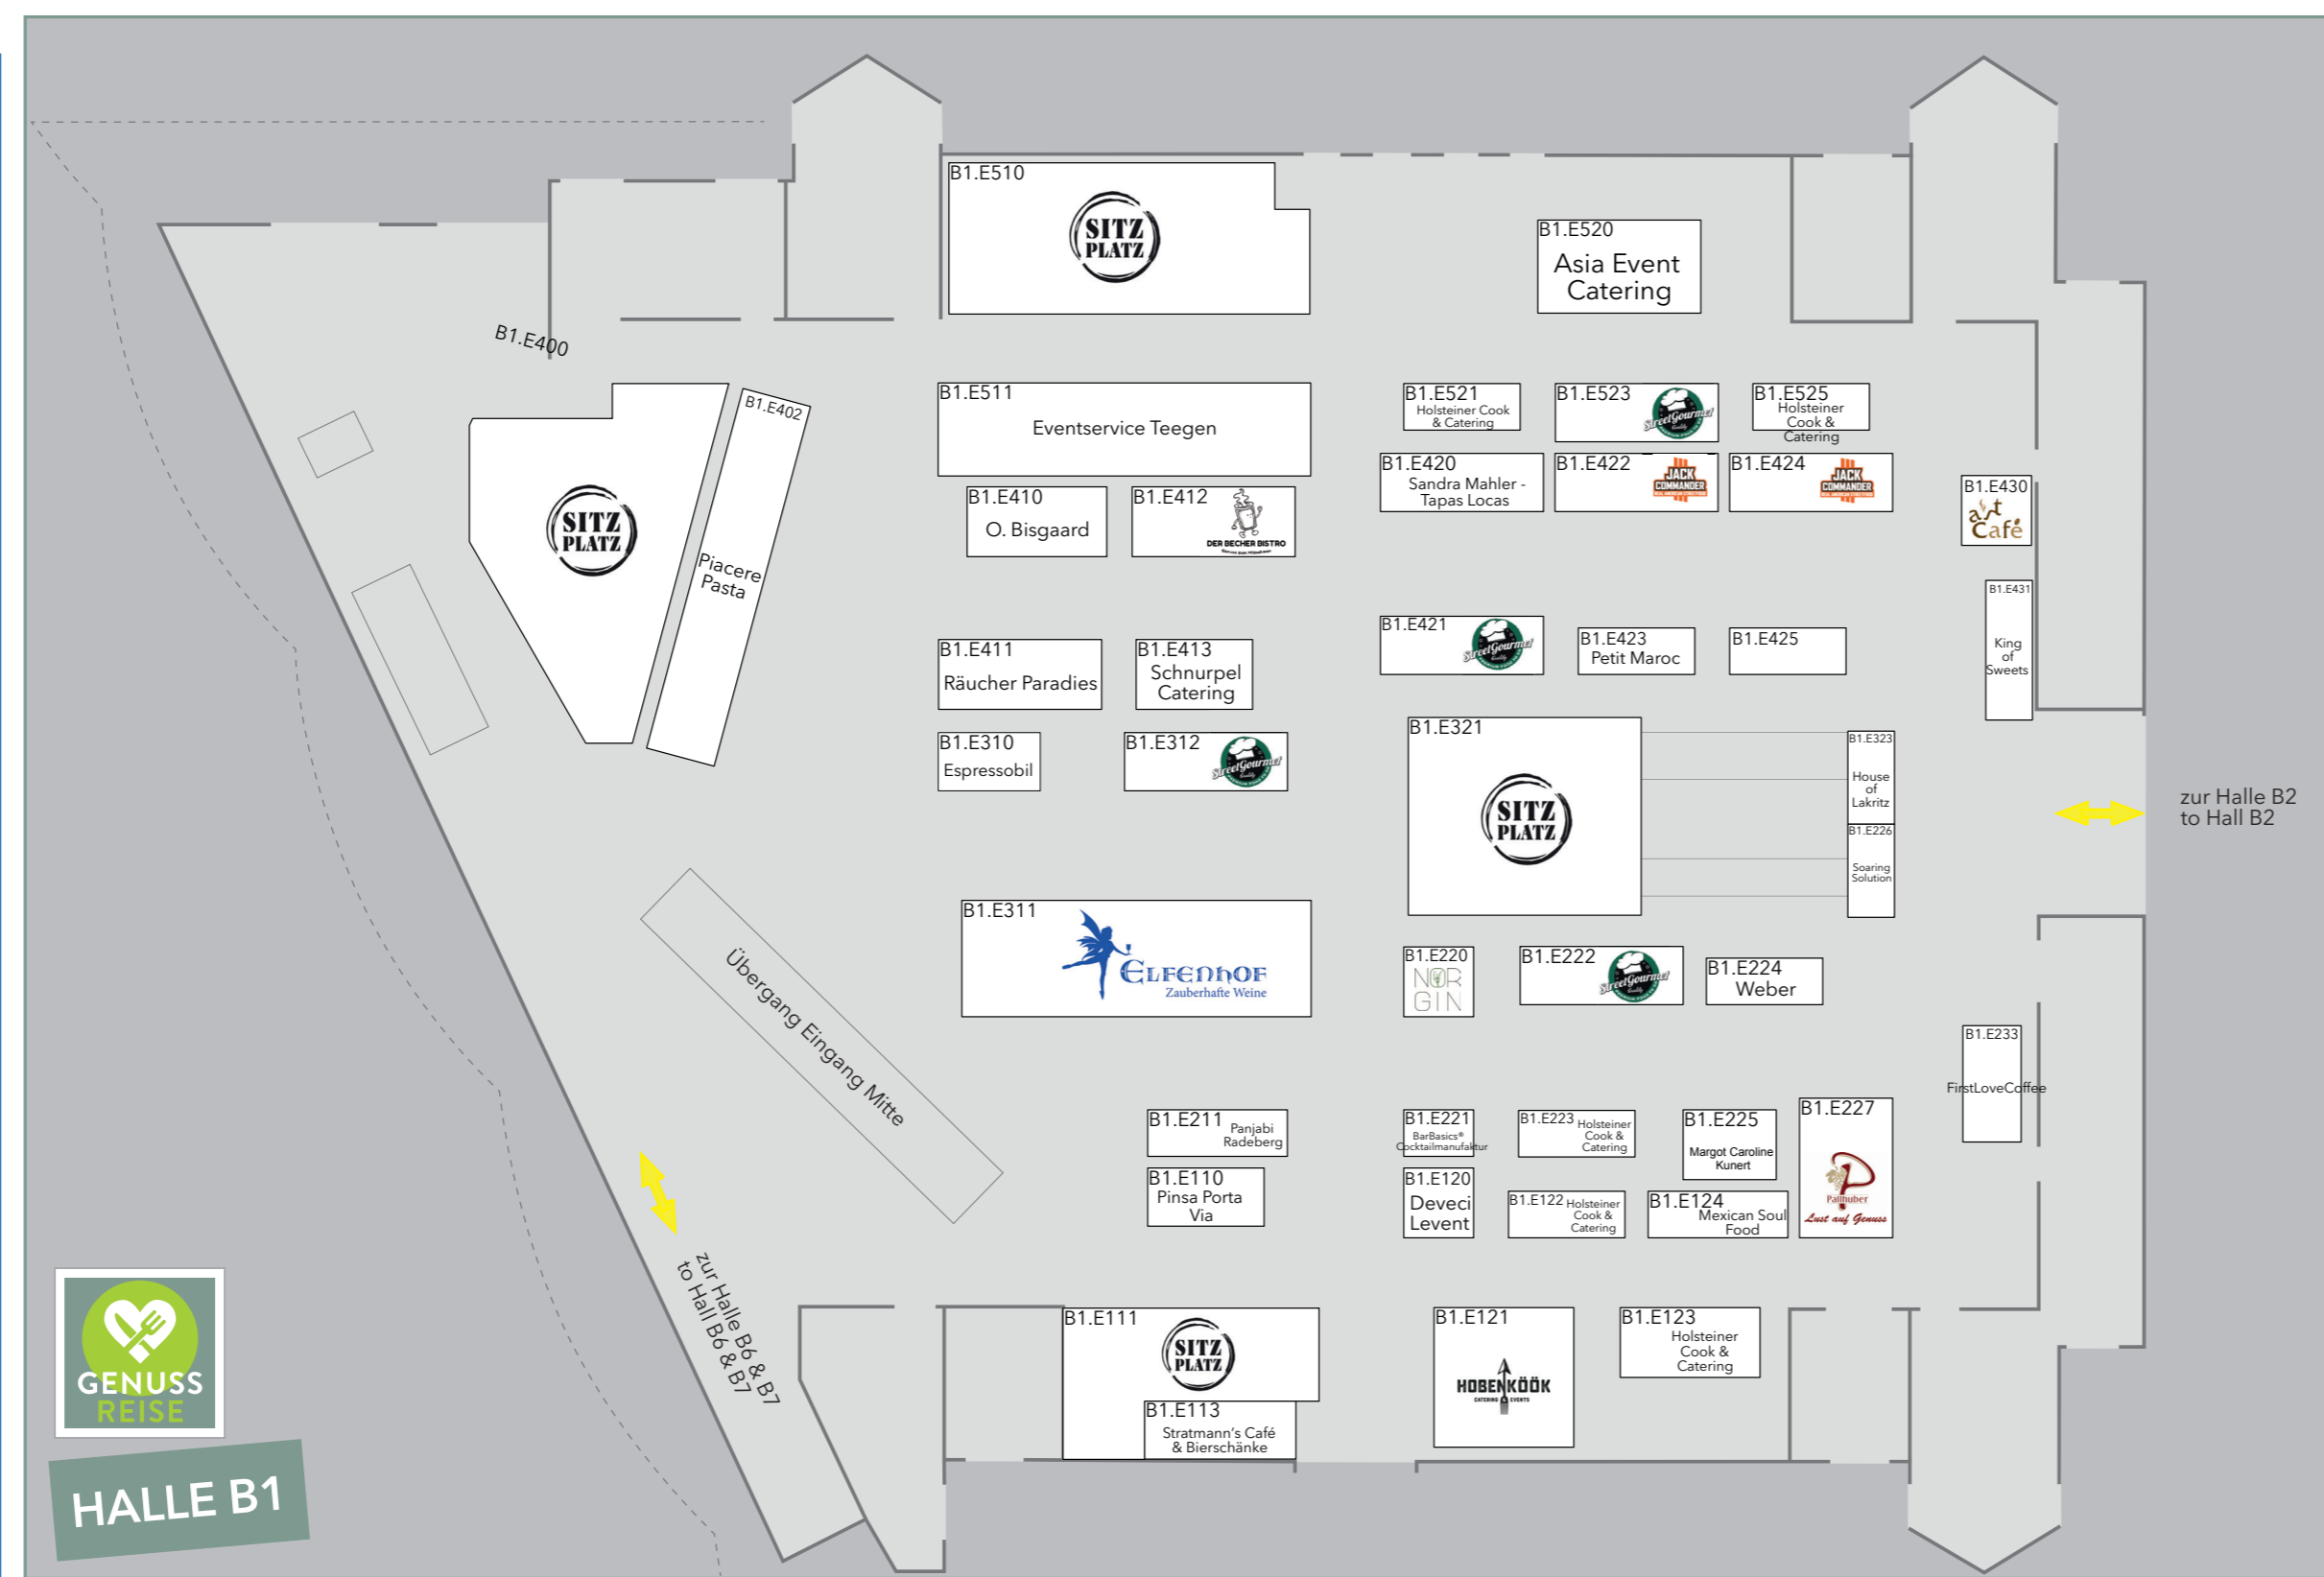 B1.E510
SITZ
PLATZ
B1.E520
Asia Event
Catering
B1.E400
SITZ
PLATZ
B1.E402
Piacere
Pasta
B1.E511
Eventservice Teegen
B1.E521
Holsteiner Cook
& Catering
B1.E523
StreetGourmet
Quality
B1.E525
Holsteiner
Cook &
Catering
B1.E410
O. Bisgaard
B1.E412
DER BECHER BISTRO
B1.E420
Sandra Mahler -
Tapas Locas
B1.E422
JACK
COMMANDER
B1.E424
JACK
COMMANDER
B1.E430
art
Café
B1.E431
King
of
Sweets
B1.E411
Räucher Paradies
B1.E413
Schnurpel
Catering
B1.E421
StreetGourmet
Quality
B1.E423
Petit Maroc
B1.E425
B1.E310
Espressobil
B1.E312
StreetGourmet
Quality
B1.E321
SITZ
PLATZ
B1.E323
House
of
Lakritz
B1.E226
Soaring
Solution
zur Halle B2
to Hall B2
B1.E311
ELFENHOF
Zauberhafte Weine
B1.E220
NOR
GIN
B1.E222
StreetGourmet
Quality
B1.E224
Weber
Übergang Eingang Mitte
B1.E233
FirstLoveCoffee
B1.E211
Panjabi
Radeberg
B1.E221
BarBasics®
Cocktailmanufaktur
B1.E223
Holsteiner
Cook &
Catering
B1.E225
Margot Caroline
Kunert
B1.E227
Pallhuber
Lust auf Genuss
B1.E110
Pinsa Porta
Via
B1.E120
Deveci
Levent
B1.E122
Holsteiner
Cook &
Catering
B1.E124
Mexican Soul
Food
zur Halle B6 & B7
to Hall B6 & B7
B1.E111
SITZ
PLATZ
B1.E113
Stratmann's Café
& Bierschänke
B1.E121
HOBENKÖÖK
CATERING EVENTS
B1.E123
Holsteiner
Cook &
Catering
GENUSS
REISE
HALLE B1